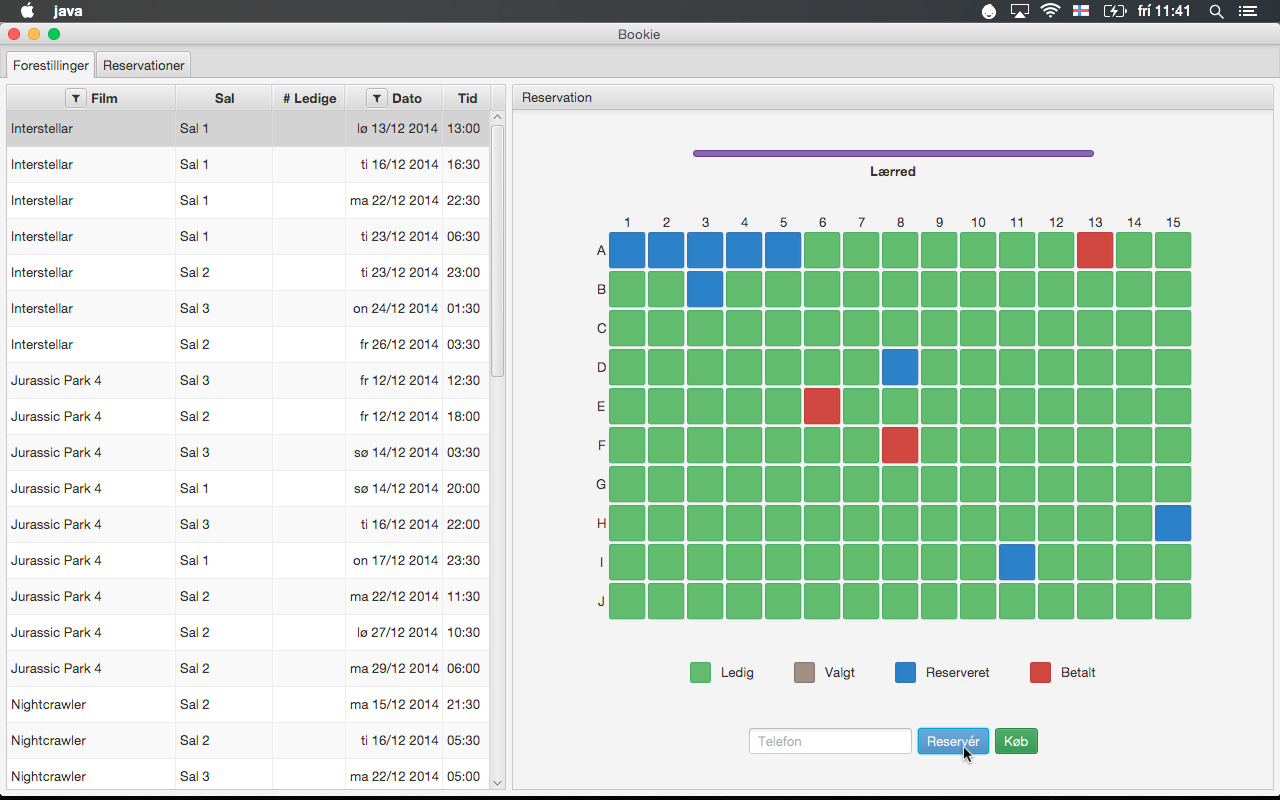 java
fri 11:41
Bookie
Forestillinger Reservationer
Film Sal # Ledige Dato Tid
Interstellar Sal 1 lø 13/12 2014 13:00
Interstellar Sal 1 ti 16/12 2014 16:30
Interstellar Sal 1 ma 22/12 2014 22:30
Interstellar Sal 1 ti 23/12 2014 06:30
Interstellar Sal 2 ti 23/12 2014 23:00
Interstellar Sal 3 on 24/12 2014 01:30
Interstellar Sal 2 fr 26/12 2014 03:30
Jurassic Park 4 Sal 3 fr 12/12 2014 12:30
Jurassic Park 4 Sal 2 fr 12/12 2014 18:00
Jurassic Park 4 Sal 3 sø 14/12 2014 03:30
Jurassic Park 4 Sal 1 sø 14/12 2014 20:00
Jurassic Park 4 Sal 3 ti 16/12 2014 22:00
Jurassic Park 4 Sal 1 on 17/12 2014 23:30
Jurassic Park 4 Sal 2 ma 22/12 2014 11:30
Jurassic Park 4 Sal 2 lø 27/12 2014 10:30
Jurassic Park 4 Sal 2 ma 29/12 2014 06:00
Nightcrawler Sal 2 ma 15/12 2014 21:30
Nightcrawler Sal 2 ti 16/12 2014 05:30
Nightcrawler Sal 3 ma 22/12 2014 05:00
Reservation
Lærred
1 2 3 4 5 6 7 8 9 10 11 12 13 14 15
A
B
C
D
E
F
G
H
I
J
Ledig Valgt Reserveret Betalt
Telefon Reservér Køb